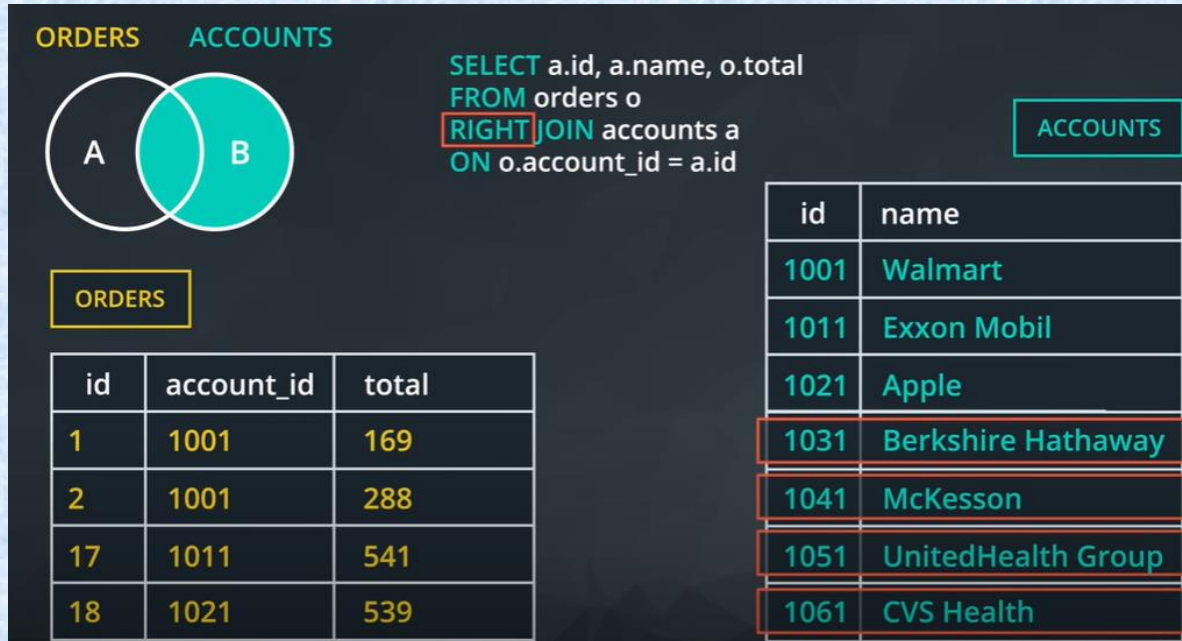 ORDERS ACCOUNTS
A B
SELECT a.id, a.name, o.total
FROM orders o
RIGHT JOIN accounts a
ON o.account_id = a.id
ORDERS
id account_id total
1 1001 169
2 1001 288
17 1011 541
18 1021 539
ACCOUNTS
id name
1001 Walmart
1011 Exxon Mobil
1021 Apple
1031 Berkshire Hathaway
1041 McKesson
1051 UnitedHealth Group
1061 CVS Health